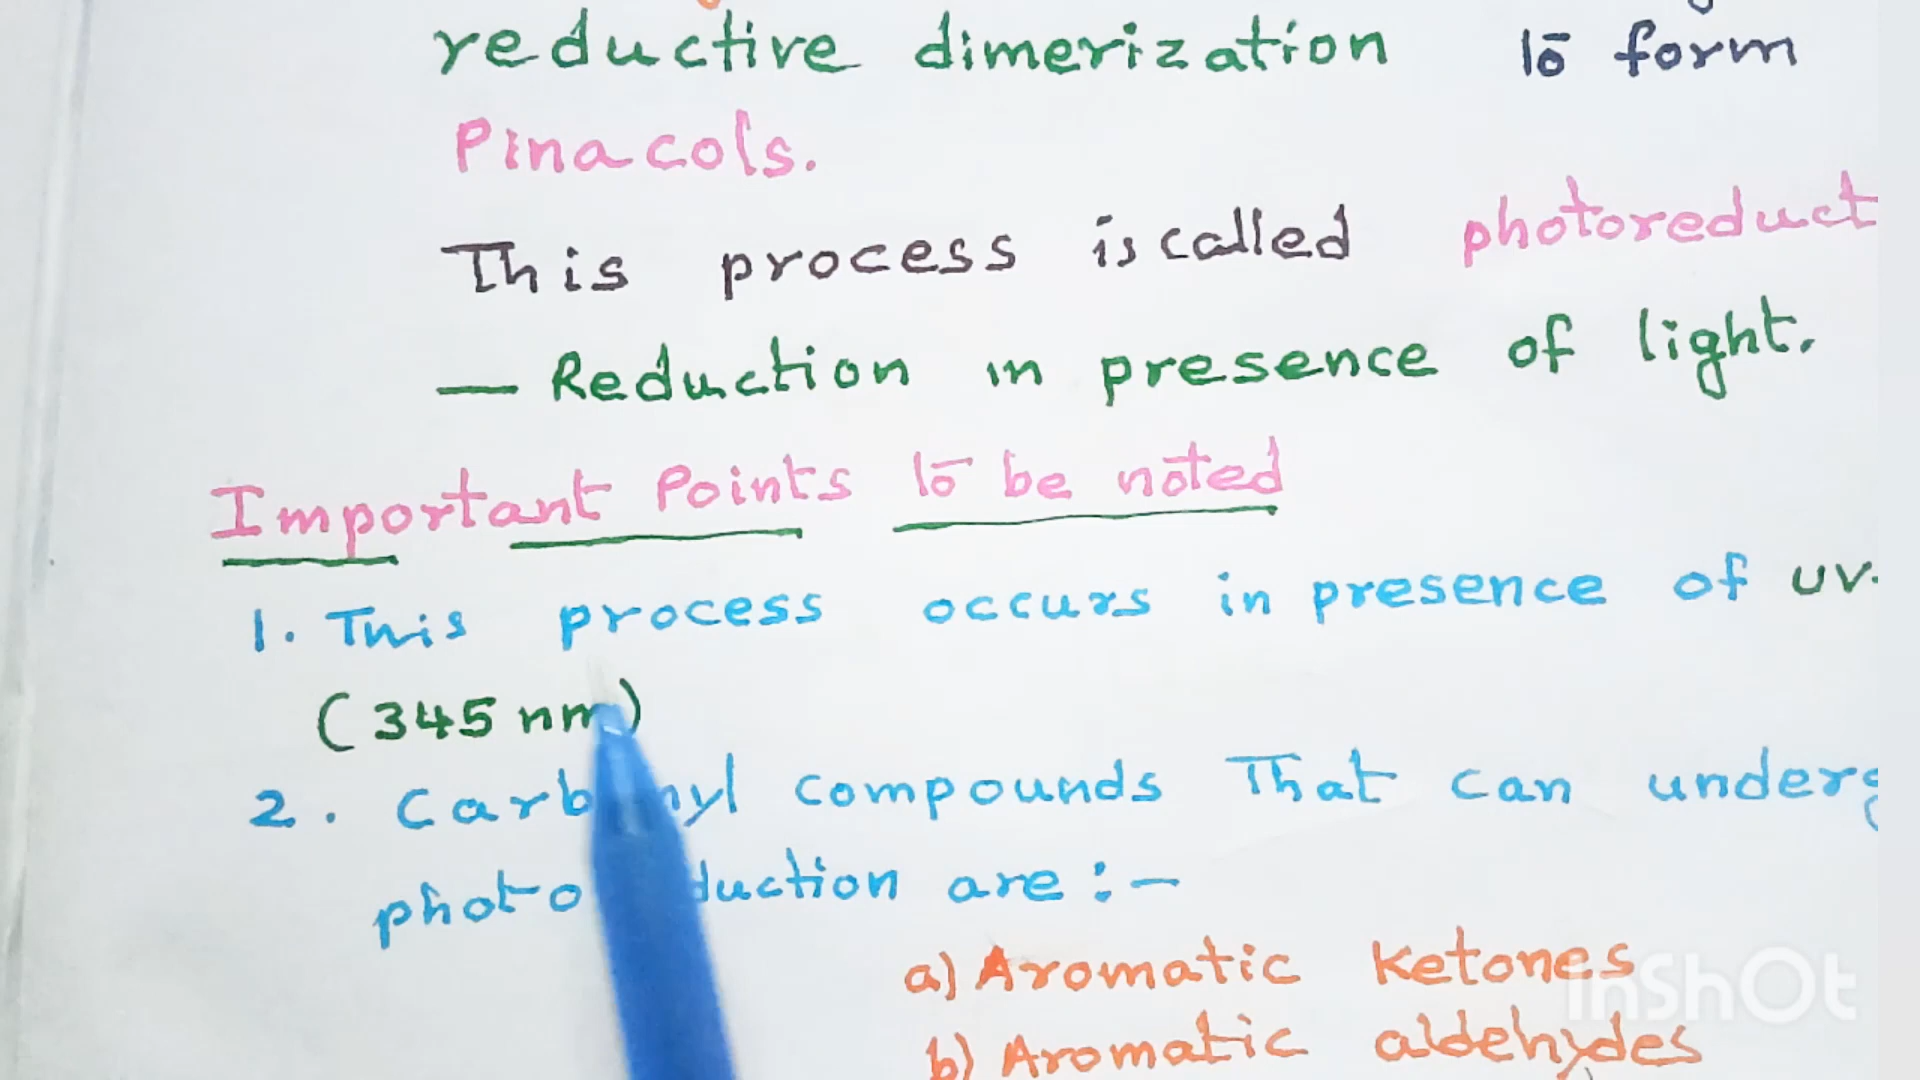 reductive dimerization to form
Pinacols.
This process is called photoreduct
— Reduction in presence of light.
Important Points to be noted
1. This process occurs in presence of UV.
(345 nm)
2. Carbonyl compounds That can underg
photo duction are :-
a) Aromatic Ketones
b) Aromatic aldehydes
InShOt